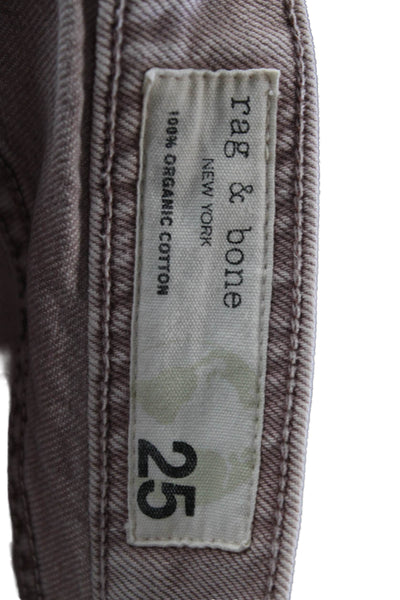 rag & bone
NEW YORK
100% ORGANIC COTTON
25